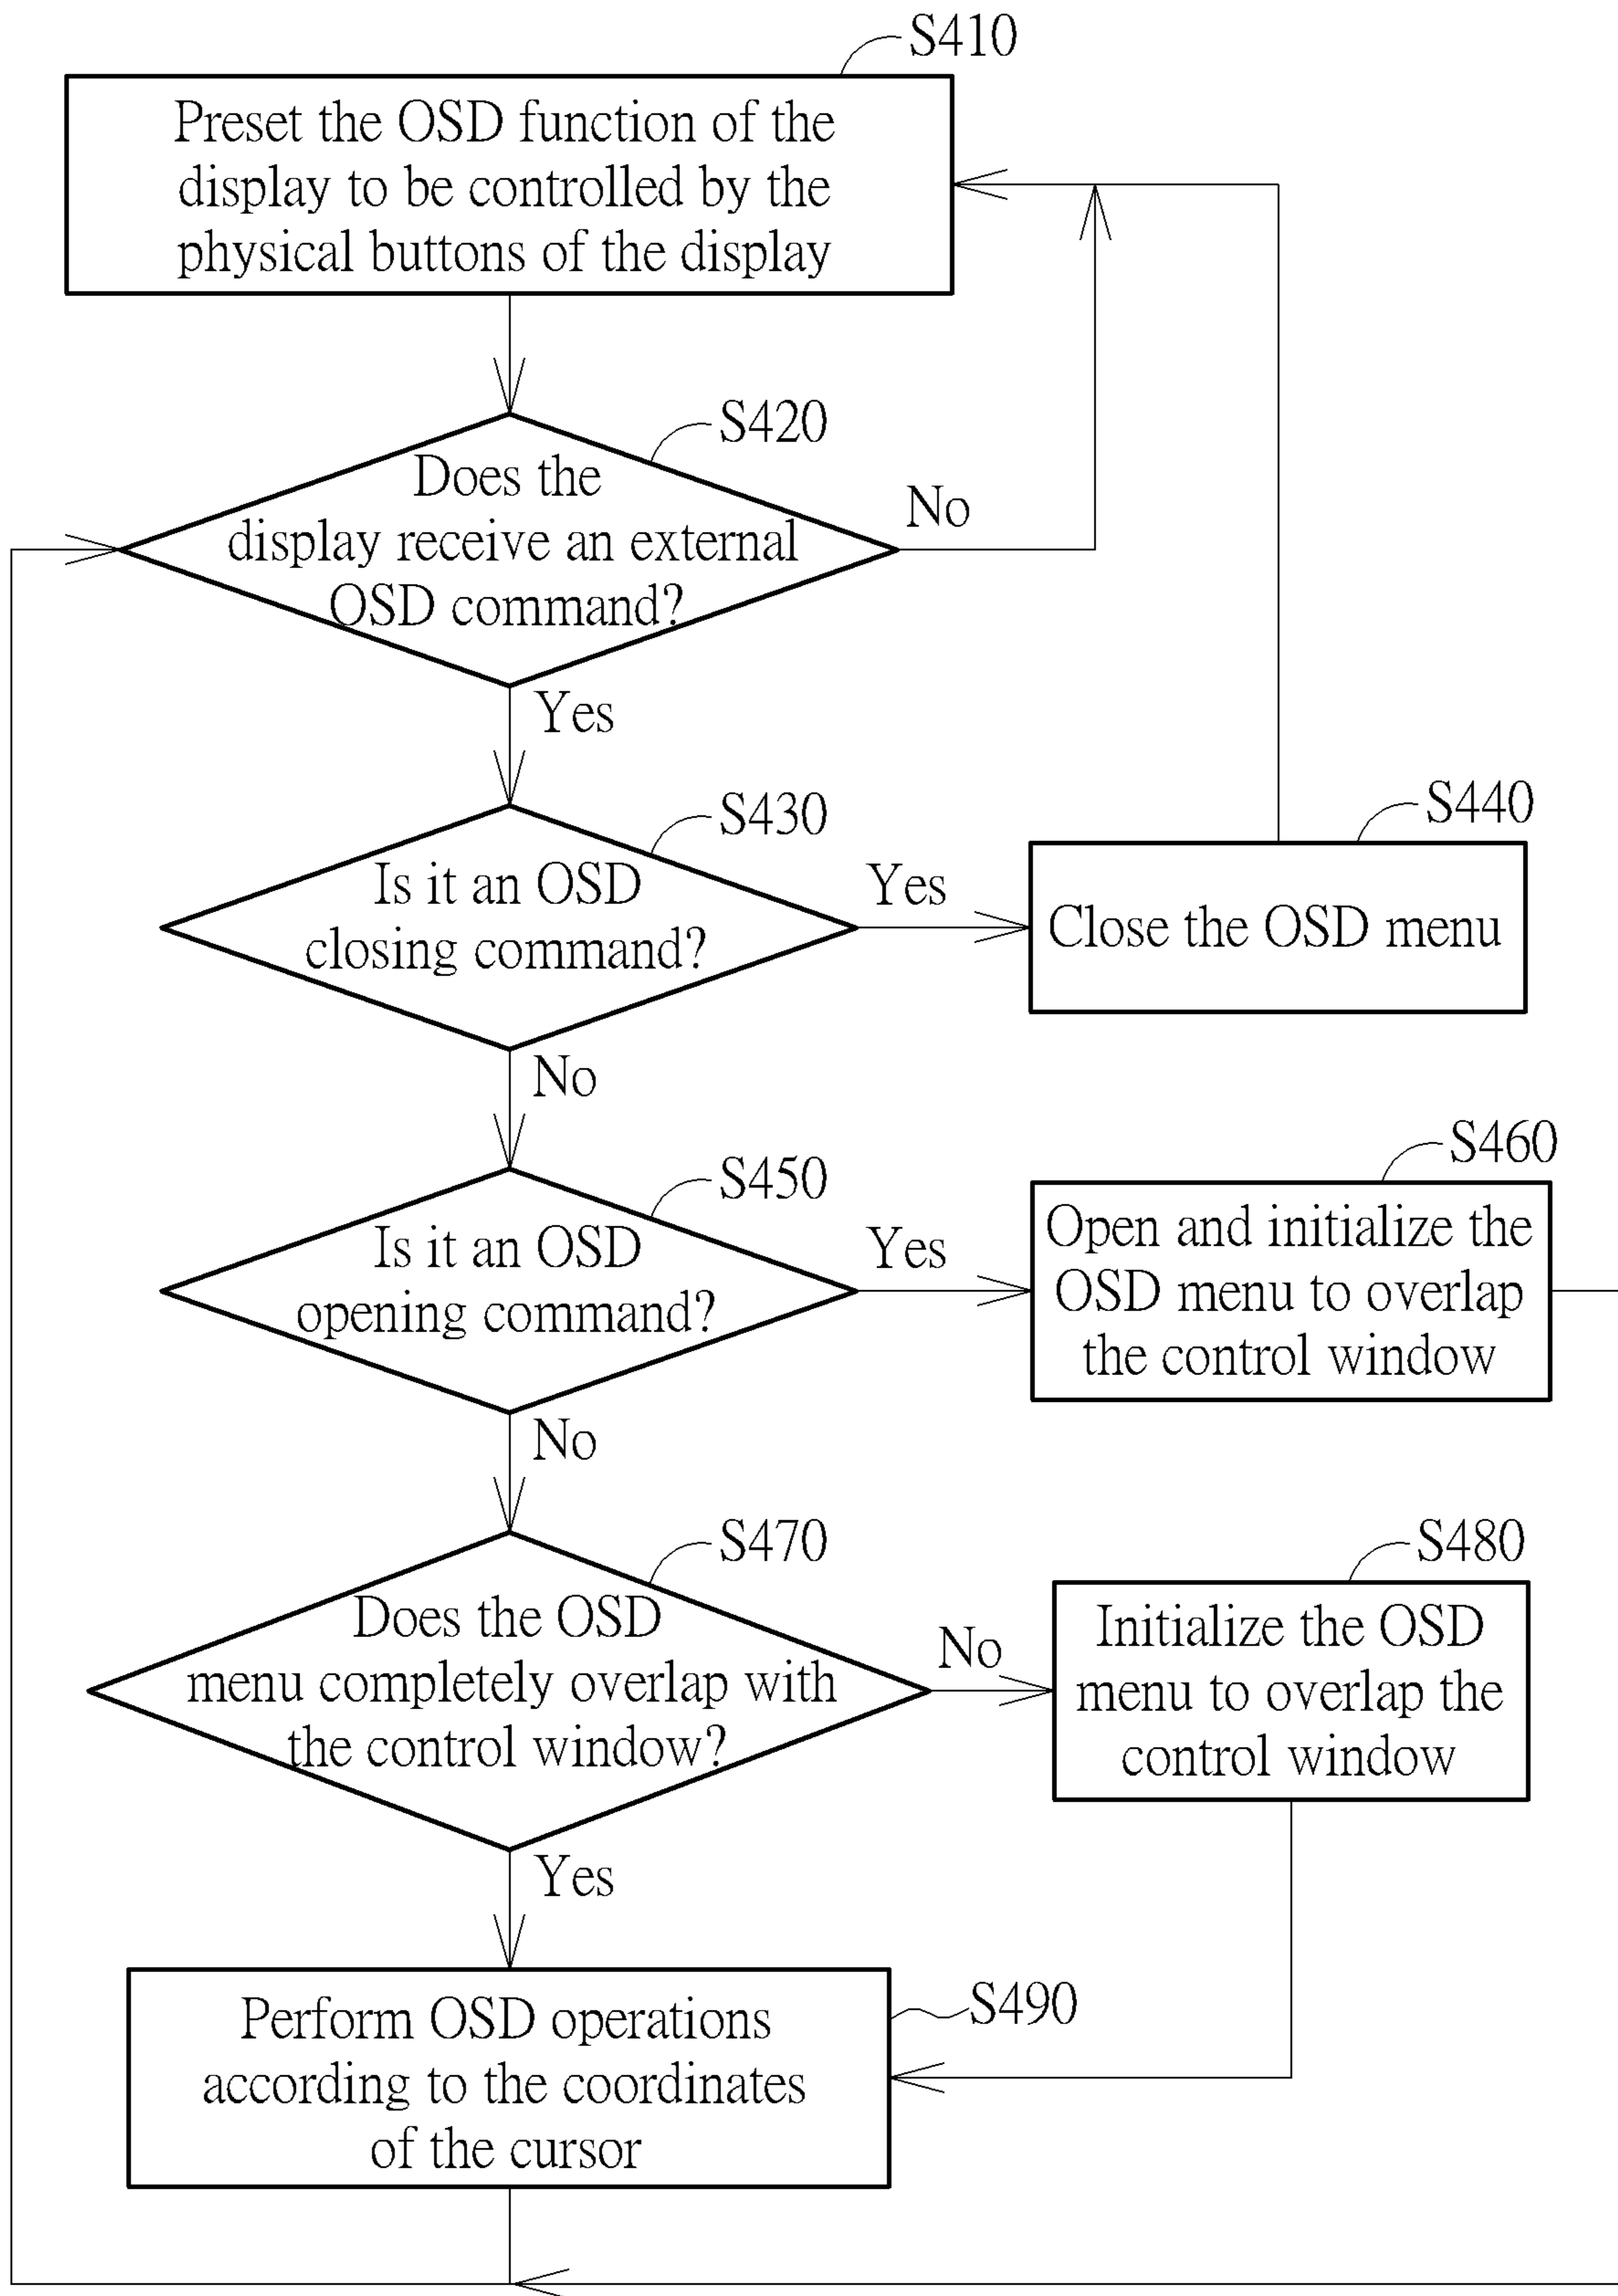 S410
Preset the OSD function of the
display to be controlled by the
physical buttons of the display
S420
Does the
display receive an external
OSD command?
No
Yes
S430
Is it an OSD
closing command?
Yes
S440
Close the OSD menu
No
S450
Is it an OSD
opening command?
Yes
S460
Open and initialize the
OSD menu to overlap
the control window
No
S470
Does the OSD
menu completely overlap with
the control window?
No
S480
Initialize the OSD
menu to overlap the
control window
Yes
S490
Perform OSD operations
according to the coordinates
of the cursor